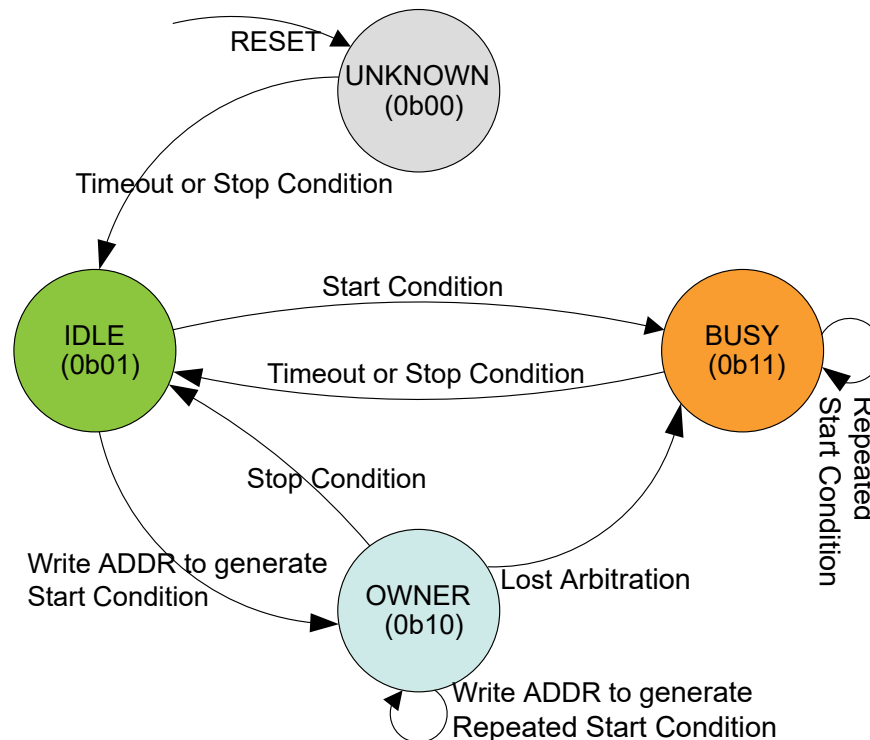 RESET
UNKNOWN
(0b00)
Timeout or Stop Condition
Start Condition
IDLE
(0b01)
BUSY
(0b11)
Timeout or Stop Condition
Repeated
Start Condition
Stop Condition
Write ADDR to generate
Start Condition
Lost Arbitration
OWNER
(0b10)
Write ADDR to generate
Repeated Start Condition